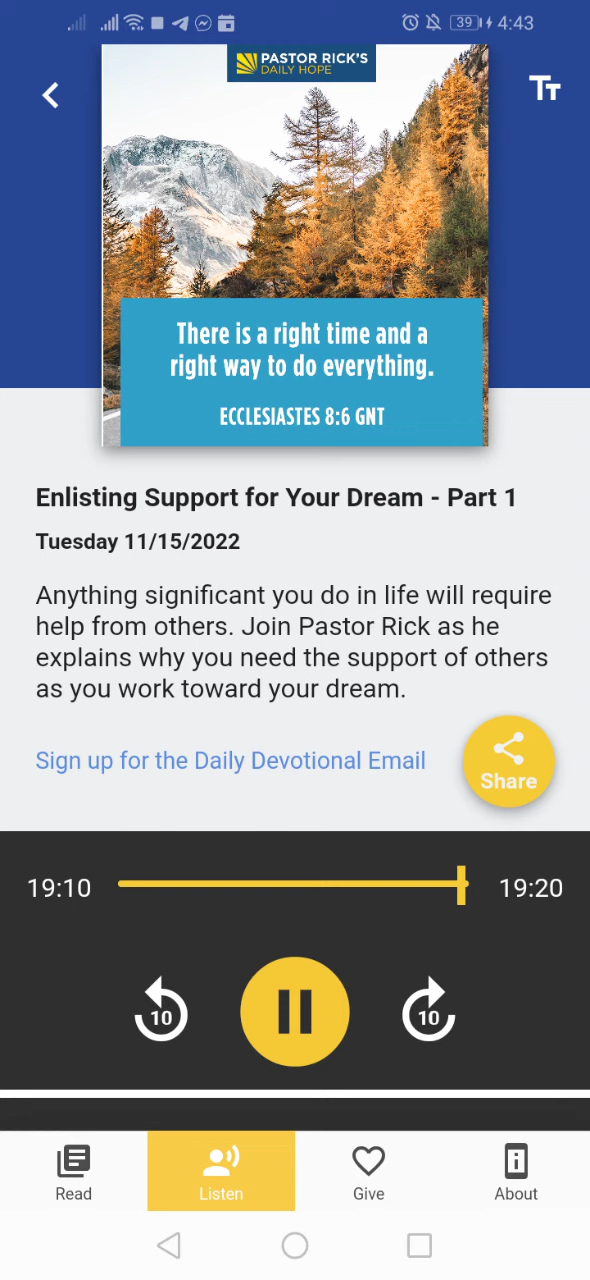 39 4:43
PASTOR RICK'S
DAILY HOPE
TT
There is a right time and a
right way to do everything.
ECCLESIASTES 8:6 GNT
Enlisting Support for Your Dream - Part 1
Tuesday 11/15/2022
Anything significant you do in life will require
help from others. Join Pastor Rick as he
explains why you need the support of others
as you work toward your dream.
Sign up for the Daily Devotional Email
Share
19:10 19:20
10 10
Read Listen Give About